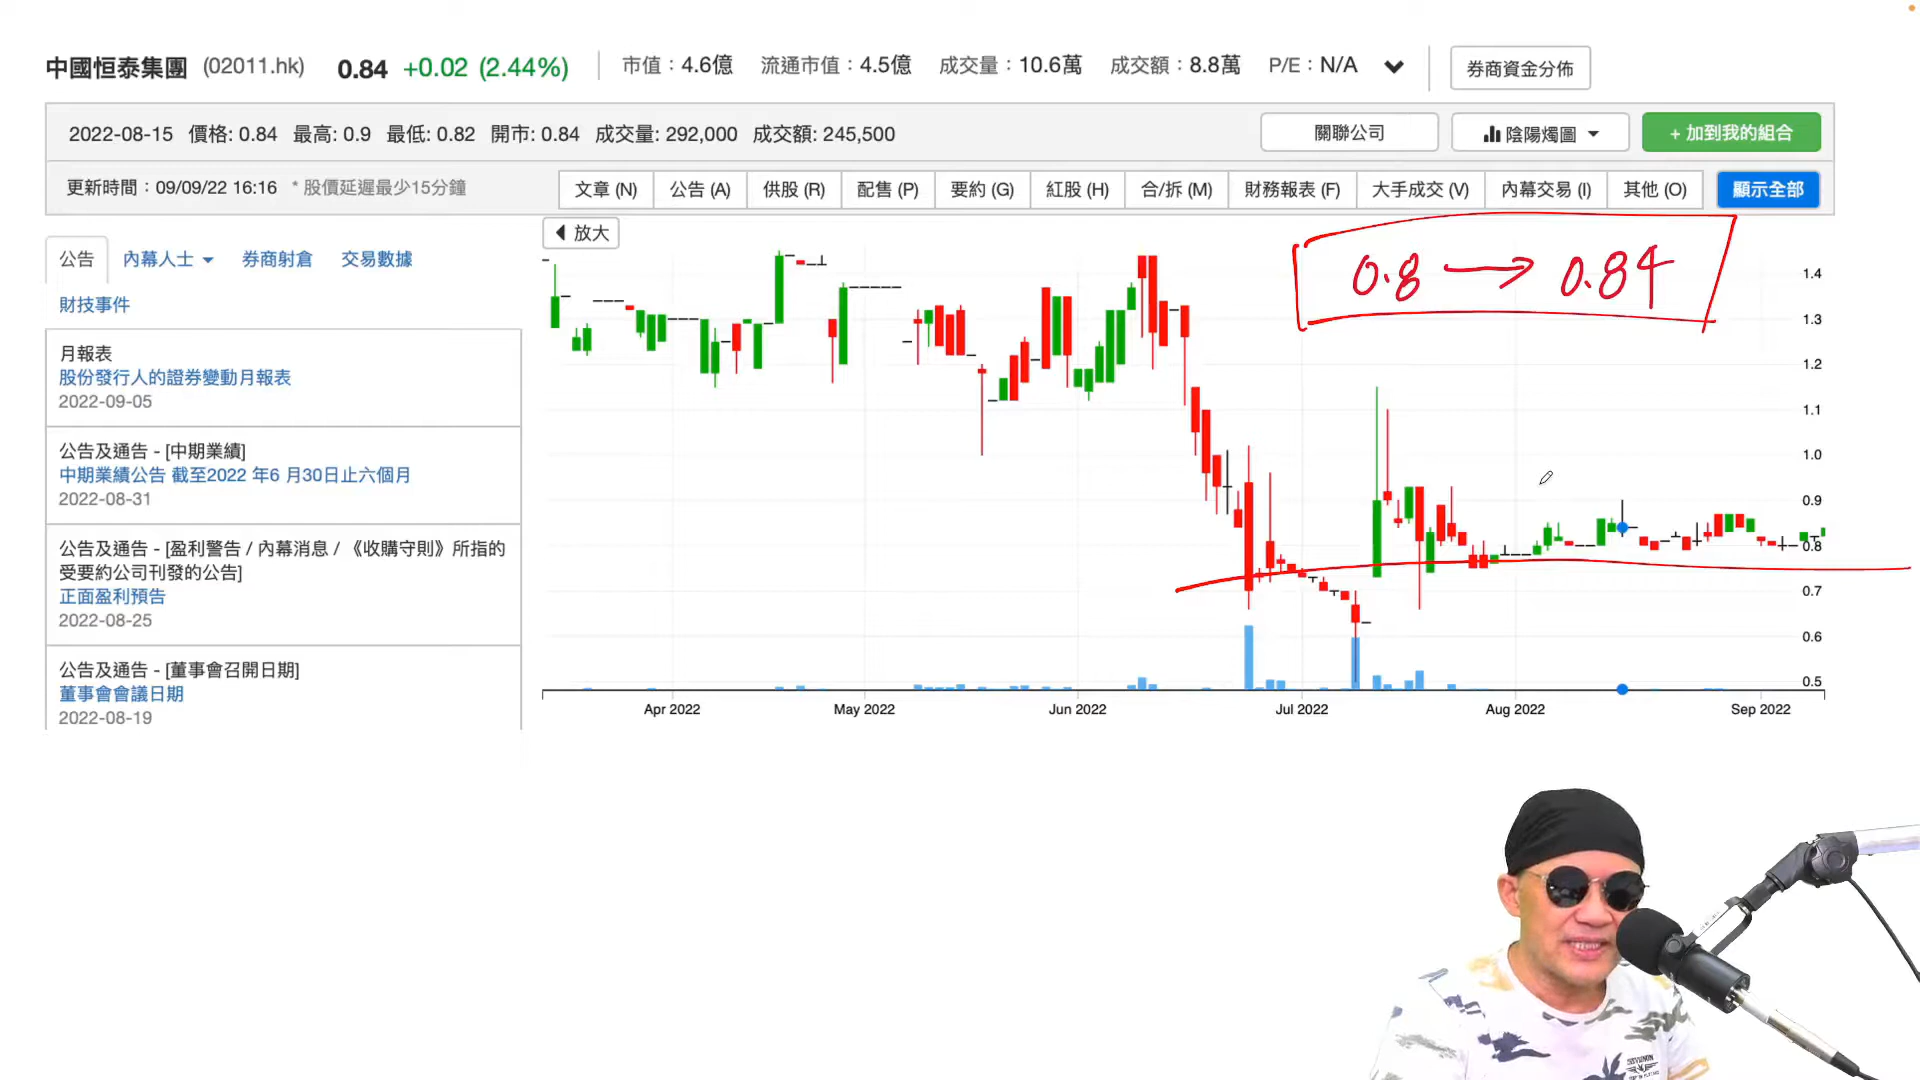 中國恒泰集團 (02011.hk) 0.84 +0.02 (2.44%) 市值：4.6億 流通市值：4.5億 成交量：10.6萬 成交額：8.8萬 P/E：N/A 券商資金分佈
2022-08-15 價格: 0.84 最高: 0.9 最低: 0.82 開市: 0.84 成交量: 292,000 成交額: 245,500 關聯公司 陰陽燭圖 + 加到我的組合
更新時間：09/09/22 16:16 * 股價延遲最少15分鐘 文章 (N) 公告 (A) 供股 (R) 配售 (P) 要約 (G) 紅股 (H) 合/拆 (M) 財務報表 (F) 大手成交 (V) 內幕交易 (I) 其他 (O) 顯示全部
放大
公告 內幕人士 券商射倉 交易數據
財技事件
月報表
股份發行人的證券變動月報表
2022-09-05
公告及通告 - [中期業績]
中期業績公告 截至2022 年6 月30日止六個月
2022-08-31
公告及通告 - [盈利警告 / 內幕消息 / 《收購守則》所指的
受要約公司刊發的公告]
正面盈利預告
2022-08-25
公告及通告 - [董事會召開日期]
董事會會議日期
2022-08-19
0.8 → 0.84
1.4
1.3
1.2
1.1
1.0
0.9
0.8
0.7
0.6
0.5
Apr 2022 May 2022 Jun 2022 Jul 2022 Aug 2022 Sep 2022